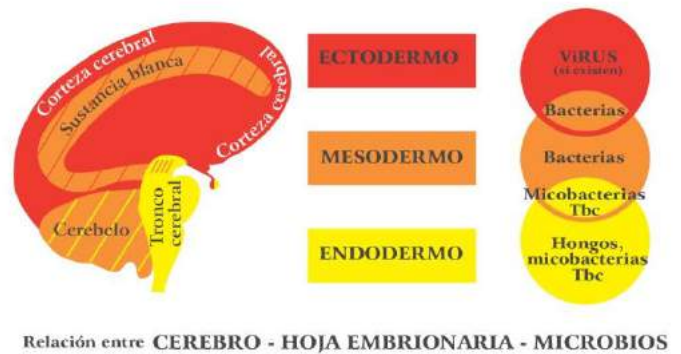 Corteza cerebral
Sustancia blanca
Corteza cerebral
Cerebelo
Tronco
cerebral
ECTODERMO
MESODERMO
ENDODERMO
ViRUS
(si existen)
Bacterias
Bacterias
Micobacterias
Tbc
Hongos,
micobacterias
Tbc
Relación entre CEREBRO - HOJA EMBRIONARIA - MICROBIOS